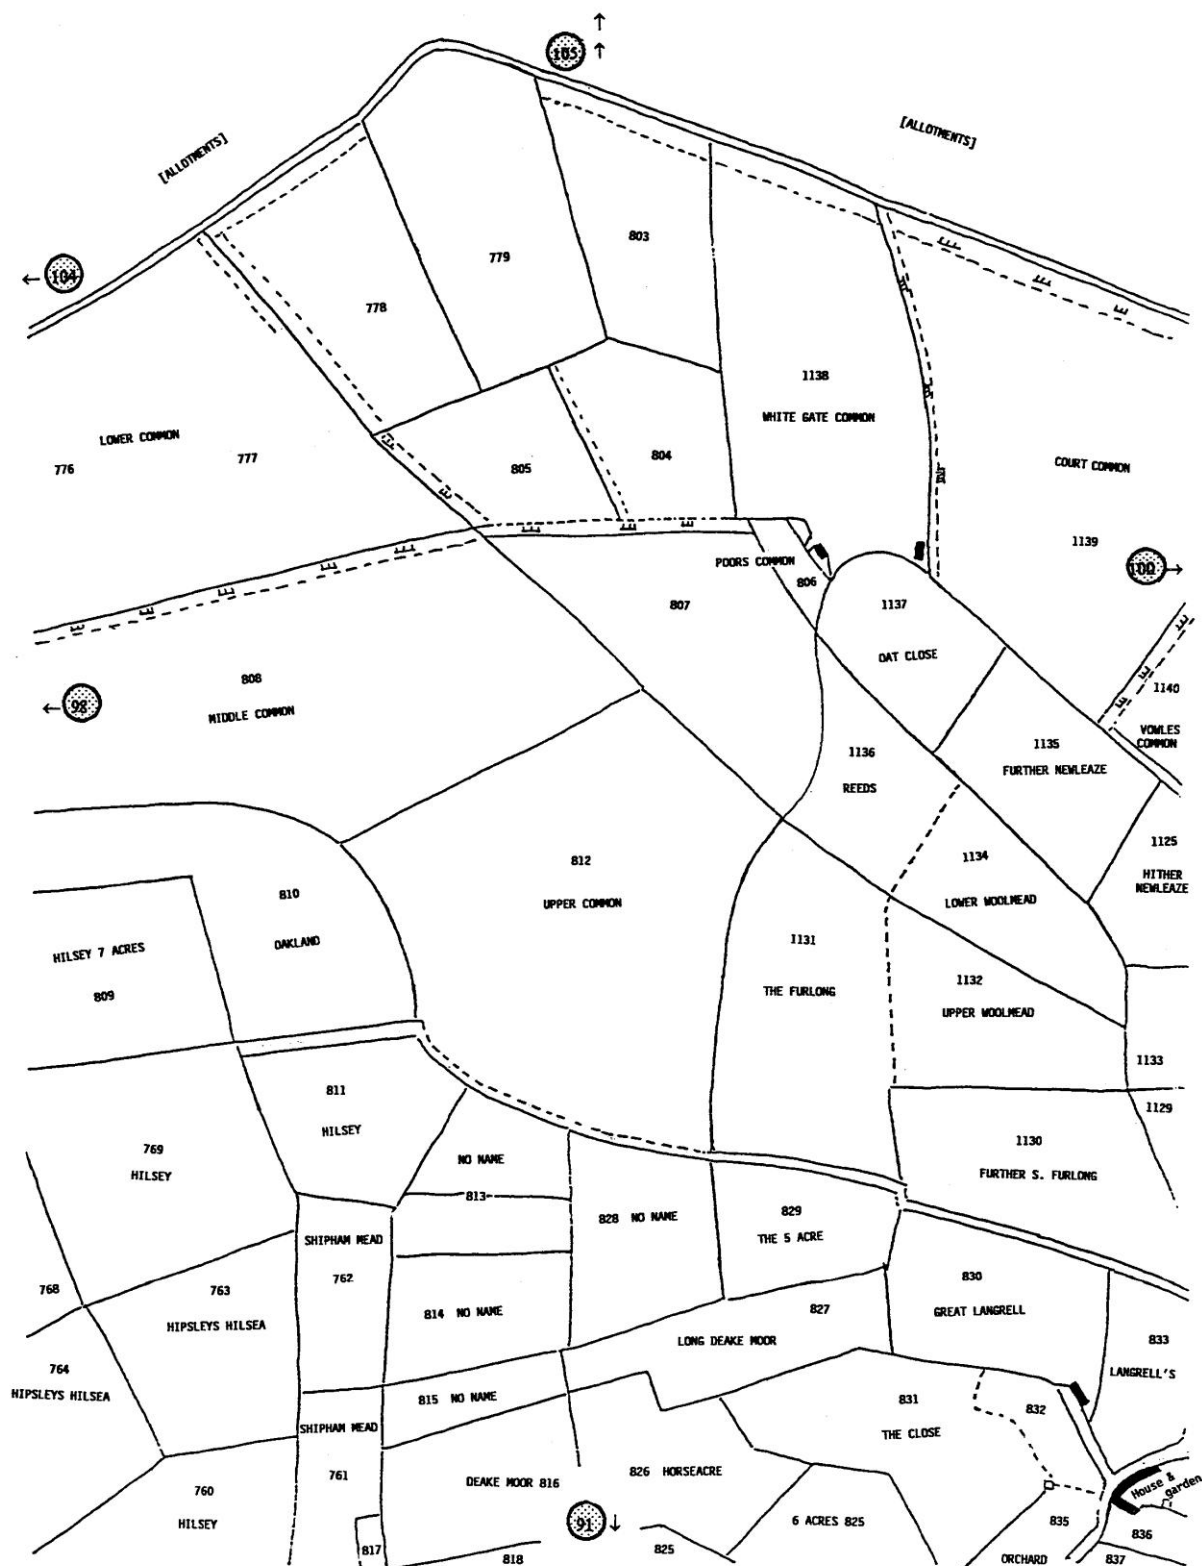 105
[ALLOTMENTS]
[ALLOTMENTS]
104
803
779
778
1138
WHITE GATE COMMON
LOWER COMMON
776
777
805
804
COURT COMMON
1139
POORS COMMON
806
100
807
1137
OAT CLOSE
808
MIDDLE COMMON
98
1140
VOWLES
COMMON
1136
REEDS
1135
FURTHER NEWLEAZE
812
UPPER COMMON
1134
LOWER WOOLMEAD
1125
HITHER
NEWLEAZE
810
OAKLAND
HILSEY 7 ACRES
809
1131
THE FURLONG
1132
UPPER WOOLMEAD
1133
811
HILSEY
1129
769
HILSEY
NO NAME
813
1130
FURTHER S. FURLONG
828 NO NAME
829
THE 5 ACRE
SHIPHAM MEAD
762
768
763
HIPSLEYS HILSEA
814 NO NAME
827
LONG DEAKE MOOR
830
GREAT LANGRELL
833
LANGRELL'S
764
HIPSLEYS HILSEA
815 NO NAME
831
THE CLOSE
832
SHIPHAM MEAD
761
760
HILSEY
DEAKE MOOR 816
826 HORSEACRE
House &
garden
91
6 ACRES 825
835
836
817
818
825
ORCHARD
837